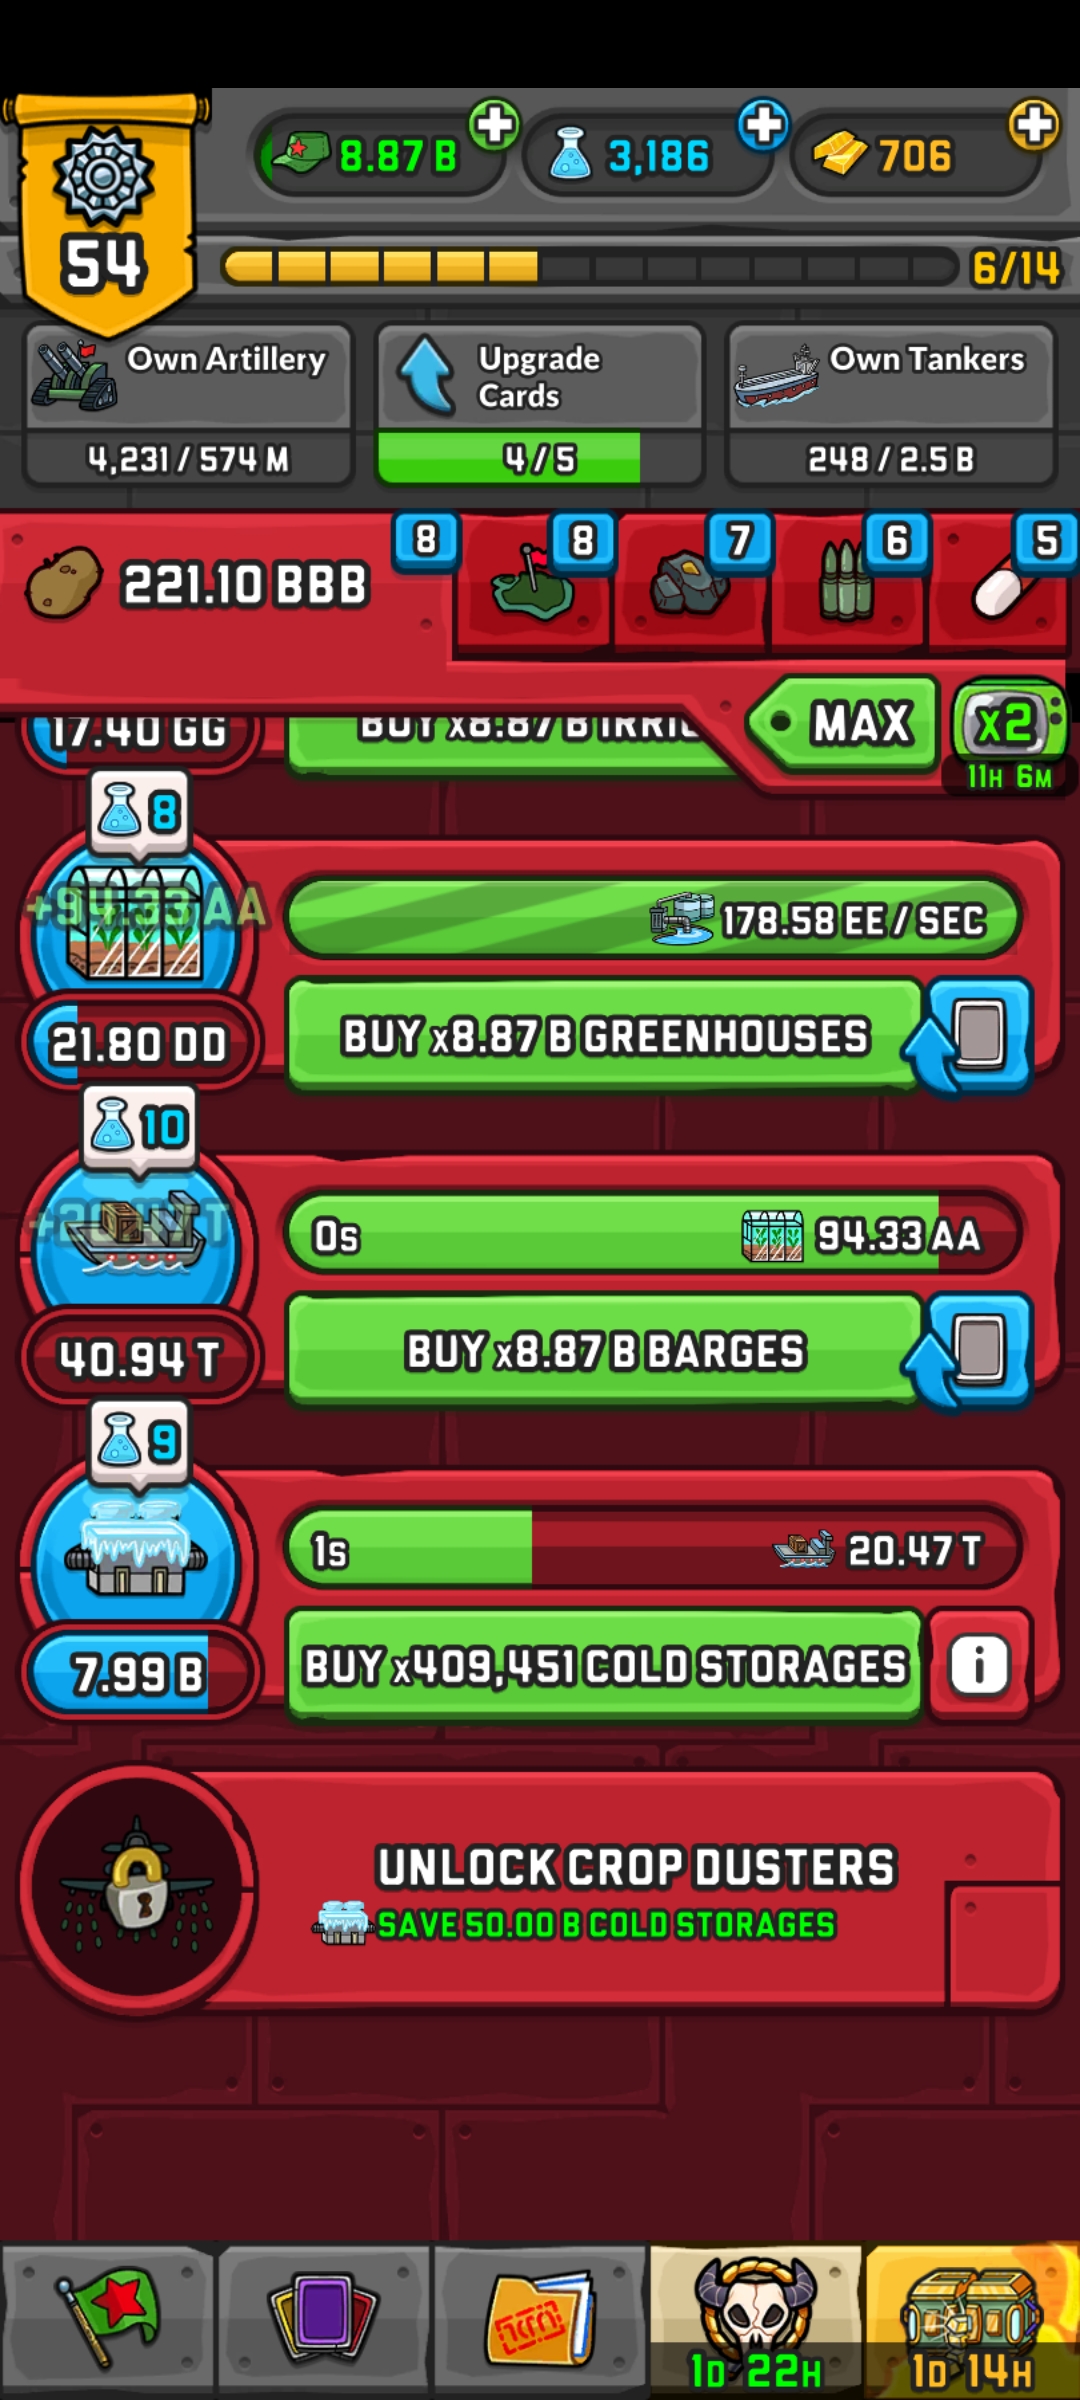 8.87 B
3,186
706
54
6/14
Own Artillery
4,231 / 574 M
Upgrade
Cards
4 / 5
Own Tankers
248 / 2.5 B
221.10 BBB
8
8
7
6
5
MAX
x2
11H 6M
17.40 GG
BUY x8.87 B IRRIG
8
+94.33 AA
178.58 EE / SEC
21.80 DD
BUY x8.87 B GREENHOUSES
10
0s
94.33 AA
40.94 T
BUY x8.87 B BARGES
9
1s
20.47 T
7.99 B
BUY x409,451 COLD STORAGES
i
UNLOCK CROP DUSTERS
SAVE 50.00 B COLD STORAGES
1D 22H
1D 14H